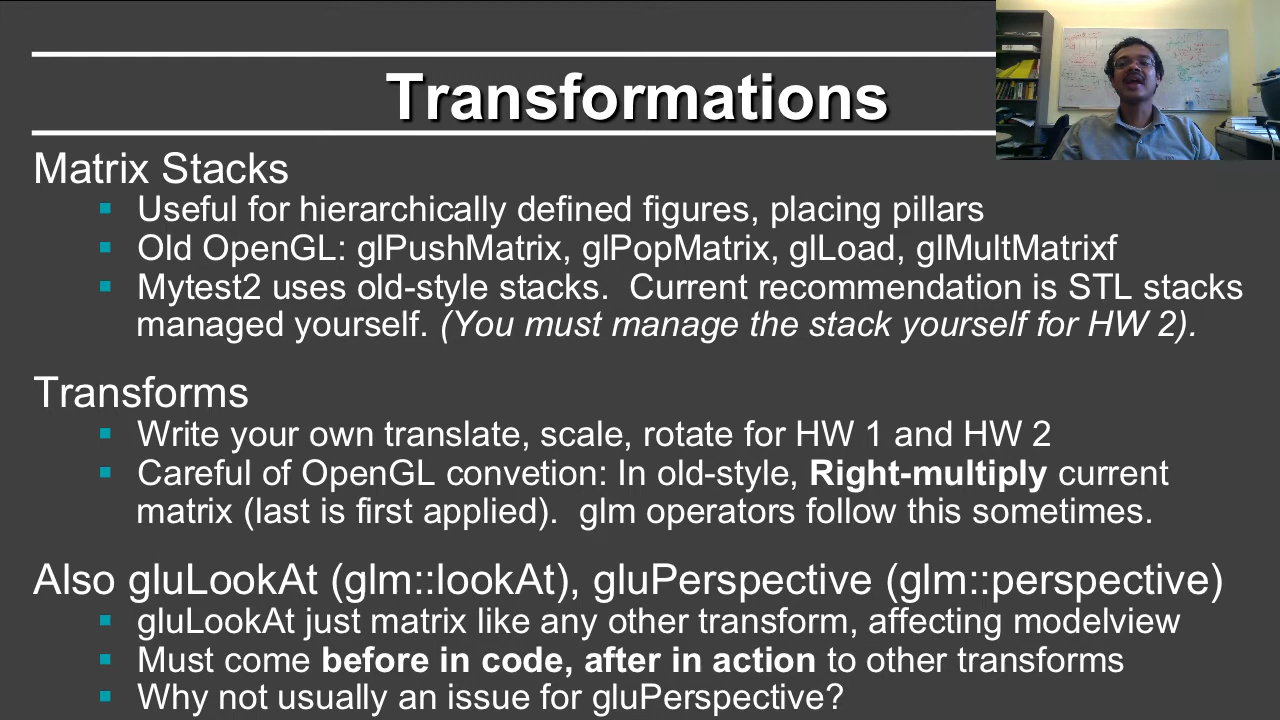 Transformations
Matrix Stacks
Useful for hierarchically defined figures, placing pillars
Old OpenGL: glPushMatrix, glPopMatrix, glLoad, glMultMatrixf
Mytest2 uses old-style stacks. Current recommendation is STL stacks
managed yourself. (You must manage the stack yourself for HW 2).
Transforms
Write your own translate, scale, rotate for HW 1 and HW 2
Careful of OpenGL convetion: In old-style, Right-multiply current
matrix (last is first applied). glm operators follow this sometimes.
Also gluLookAt (glm::lookAt), gluPerspective (glm::perspective)
gluLookAt just matrix like any other transform, affecting modelview
Must come before in code, after in action to other transforms
Why not usually an issue for gluPerspective?